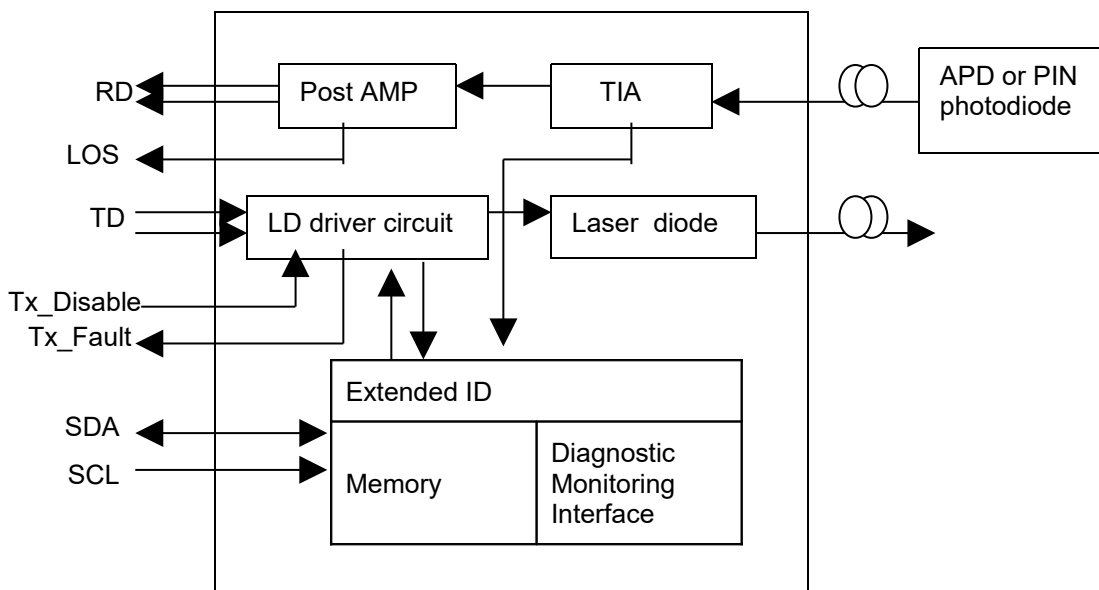 RD
Post AMP
TIA
APD or PIN
photodiode
LOS
TD
LD driver circuit
Laser diode
Tx_Disable
Tx_Fault
Extended ID
SDA
SCL
Memory
Diagnostic
Monitoring
Interface